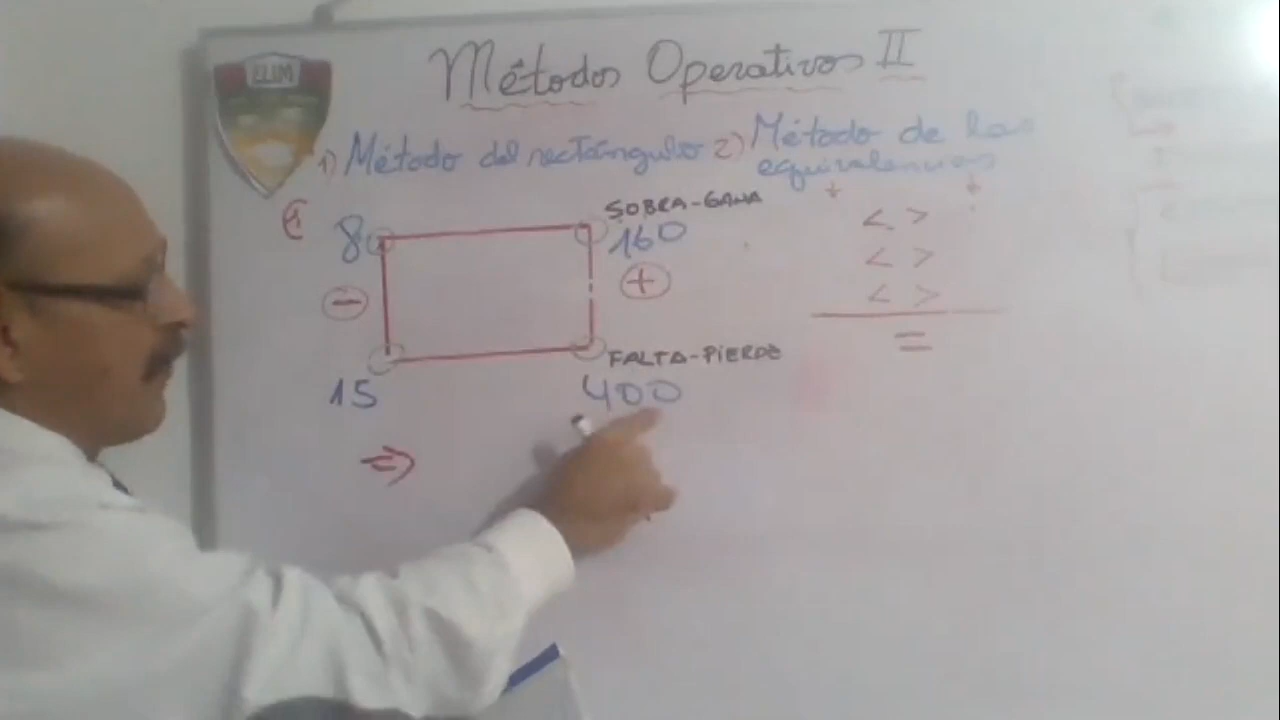 Métodos Operativos II
ELIM
1) Método del rectángulo
2) Método de las equivalencias
+ +
SOBRA-GANA
8 160
< >
< >
- +
< >
=
FALTA-PIERDE
15 400
⇒